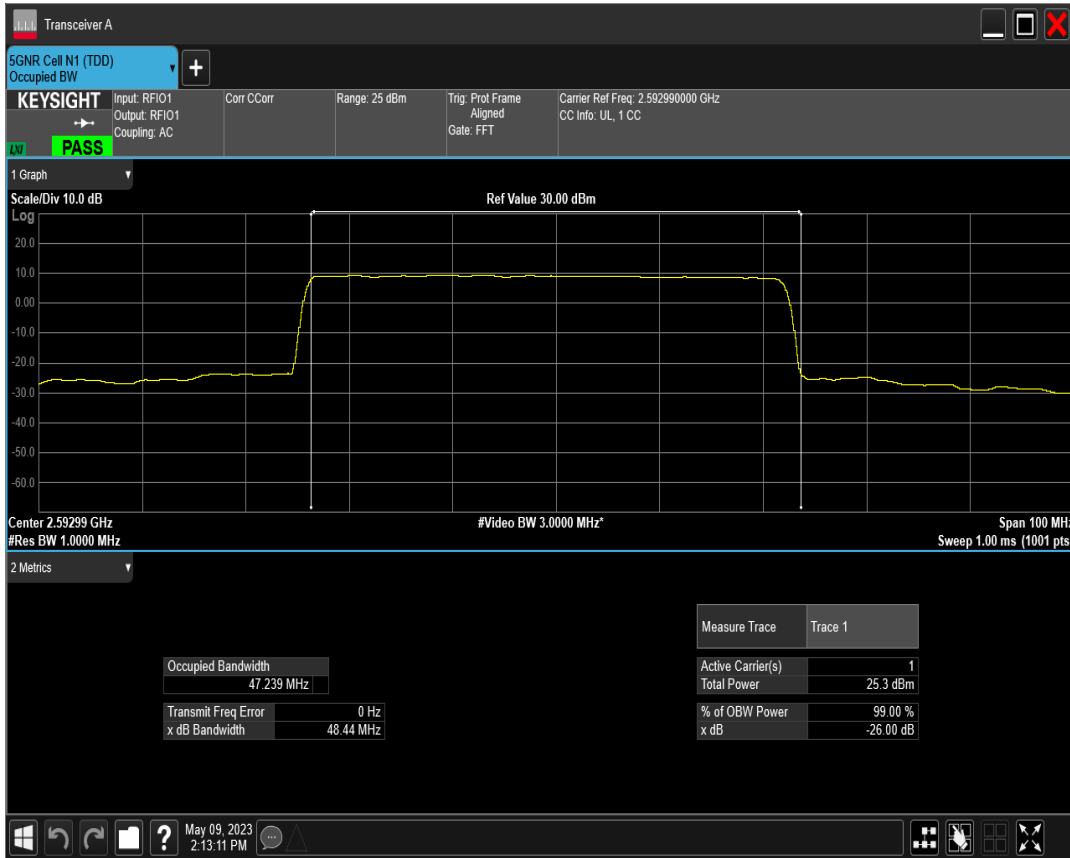 Transceiver A
5GNR Cell N1 (TDD)
Occupied BW
+
KEYSIGHT
LXI
PASS
Input: RFIO1
Output: RFIO1
Coupling: AC
Corr CCorr
Range: 25 dBm
Trig: Prot Frame
Aligned
Gate: FFT
Carrier Ref Freq: 2.592990000 GHz
CC Info: UL, 1 CC
1 Graph
Scale/Div 10.0 dB
Ref Value 30.00 dBm
Log
20.0
10.0
0.00
-10.0
-20.0
-30.0
-40.0
-50.0
-60.0
Center 2.59299 GHz
#Video BW 3.0000 MHz*
Span 100 MHz
#Res BW 1.0000 MHz
Sweep 1.00 ms (1001 pts
2 Metrics
Measure Trace Trace 1
Occupied Bandwidth
47.239 MHz
Active Carrier(s) 1
Total Power 25.3 dBm
Transmit Freq Error 0 Hz
x dB Bandwidth 48.44 MHz
% of OBW Power 99.00 %
x dB -26.00 dB
?
May 09, 2023
2:13:11 PM